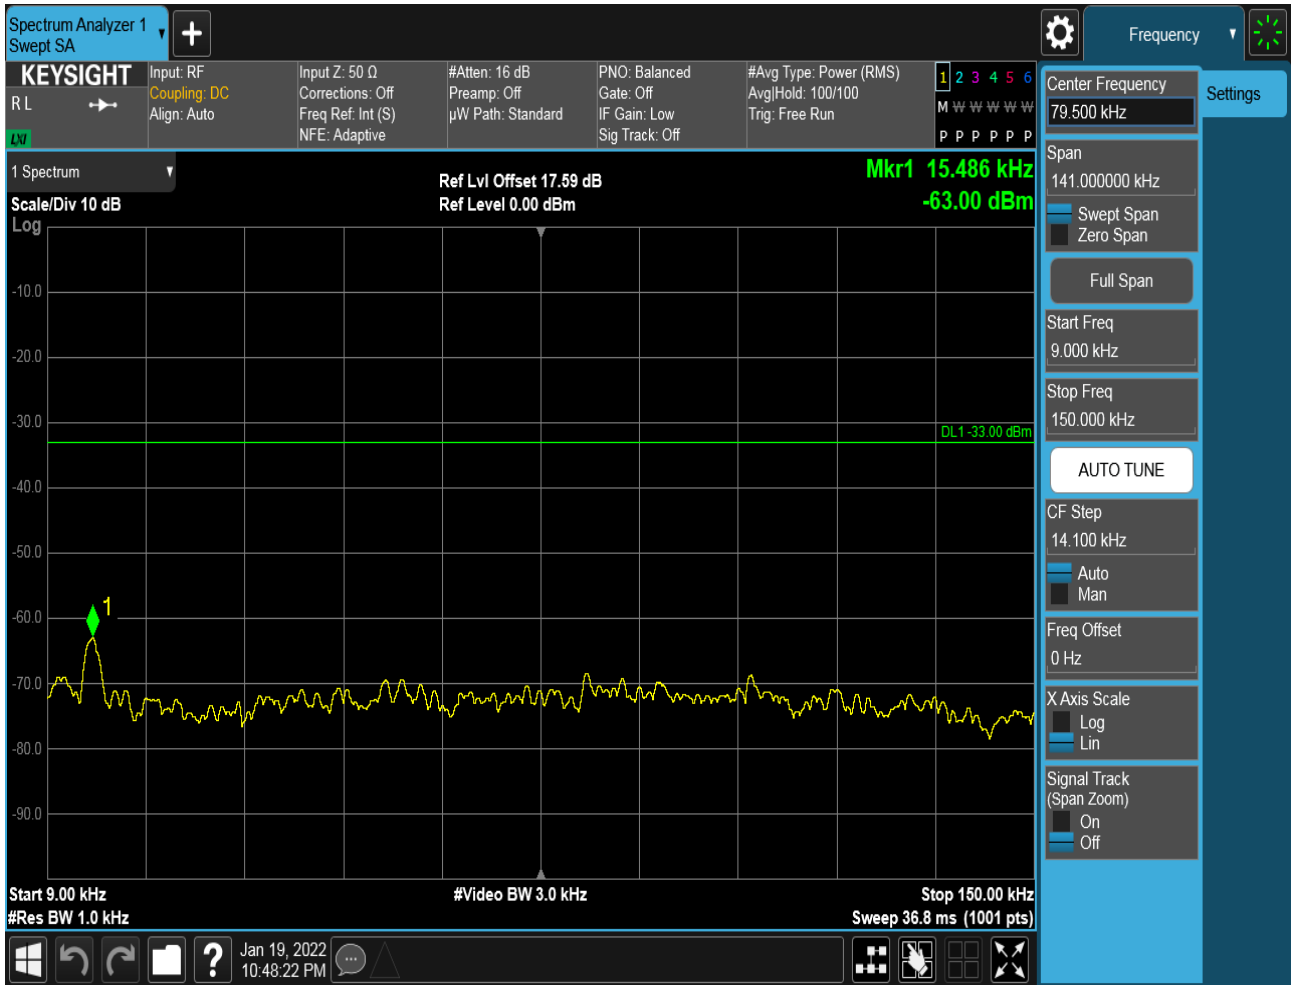 Spectrum Analyzer 1
Swept SA
Frequency
KEYSIGHT
R L
LXI
Input: RF
Coupling: DC
Align: Auto
Input Z: 50 Ω
Corrections: Off
Freq Ref: Int (S)
NFE: Adaptive
#Atten: 16 dB
Preamp: Off
µW Path: Standard
PNO: Balanced
Gate: Off
IF Gain: Low
Sig Track: Off
#Avg Type: Power (RMS)
Avg|Hold: 100/100
Trig: Free Run
1 2 3 4 5 6
M W W W W W
P P P P P P
1 Spectrum
Scale/Div 10 dB
Log
Ref Lvl Offset 17.59 dB
Ref Level 0.00 dBm
Mkr1 15.486 kHz
-63.00 dBm
-10.0
-20.0
-30.0
DL1 -33.00 dBm
-40.0
-50.0
1
-60.0
-70.0
-80.0
-90.0
Start 9.00 kHz
#Video BW 3.0 kHz
Stop 150.00 kHz
#Res BW 1.0 kHz
Sweep 36.8 ms (1001 pts)
?
Jan 19, 2022
10:48:22 PM
Center Frequency
79.500 kHz
Settings
Span
141.000000 kHz
Swept Span
Zero Span
Full Span
Start Freq
9.000 kHz
Stop Freq
150.000 kHz
AUTO TUNE
CF Step
14.100 kHz
Auto
Man
Freq Offset
0 Hz
X Axis Scale
Log
Lin
Signal Track
(Span Zoom)
On
Off